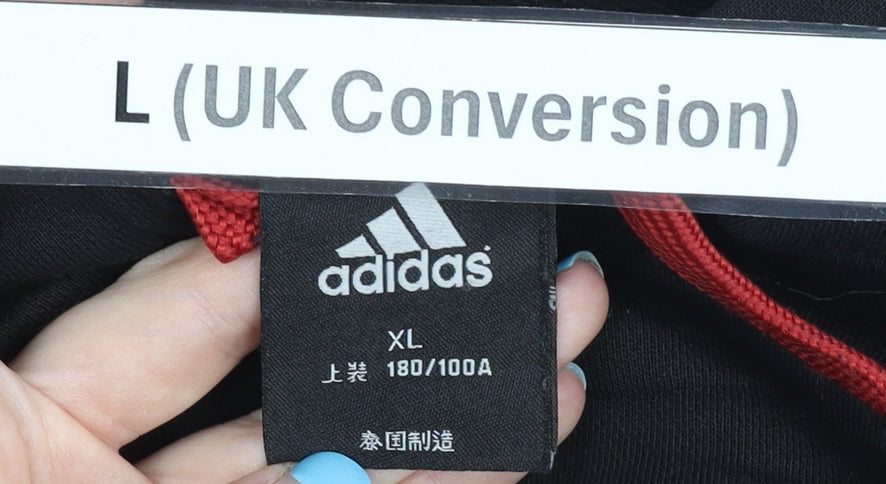 L (UK Conversion)
adidas
XL
上装 180/100A
泰国制造